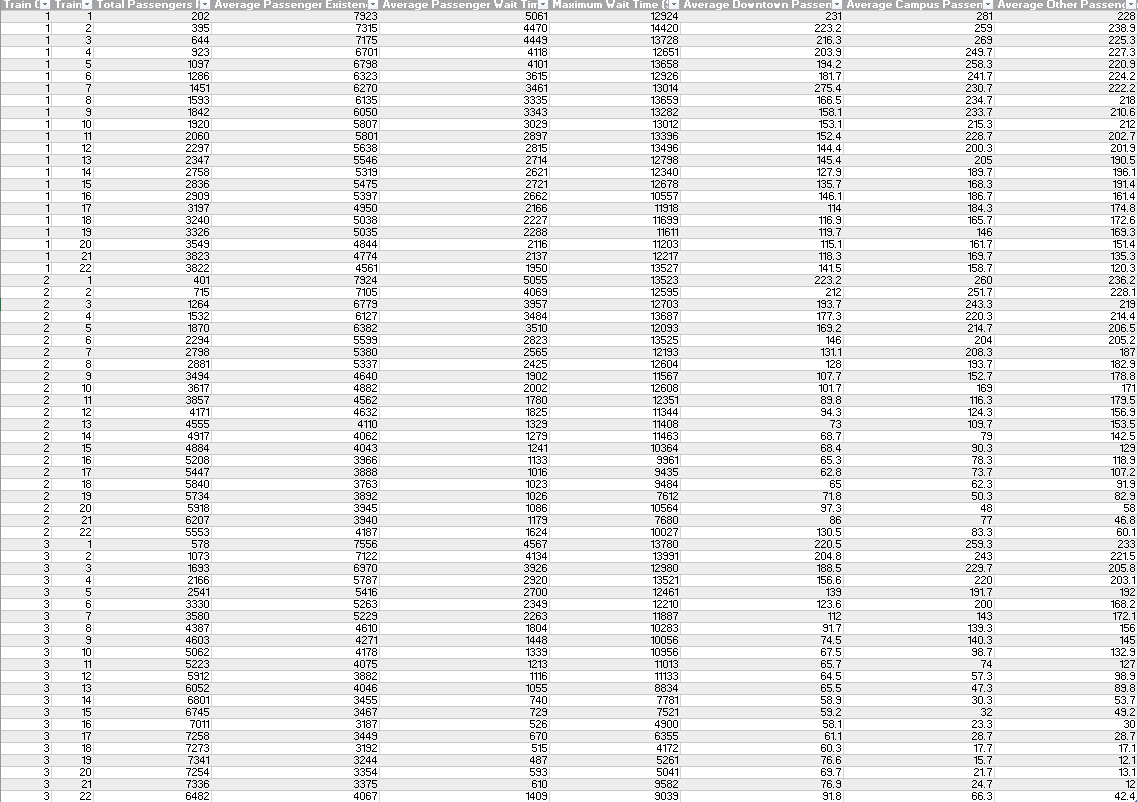 Train Train Total Passengers Average Passenger Existen Average Passenger Wait Tim Maximum Wait Time ( Average Downtown Passen Average Campus Passen Average Other Passeng
1 1 202 7923 5061 12924 231 281 228
1 2 395 7315 4470 14420 223.2 259 238.9
1 3 644 7175 4449 13728 216.3 269 225.3
1 4 923 6701 4118 12651 203.9 249.7 227.3
1 5 1097 6798 4101 13658 194.2 258.3 220.9
1 6 1286 6323 3615 12926 181.7 241.7 224.2
1 7 1451 6270 3461 13014 275.4 230.7 222.2
1 8 1593 6135 3335 13659 166.5 234.7 218
1 9 1842 6050 3343 13282 158.1 233.7 210.6
1 10 1920 5807 3029 13012 153.1 215.3 212
1 11 2060 5801 2897 13396 152.4 228.7 202.7
1 12 2297 5638 2815 13496 144.4 200.3 201.9
1 13 2347 5546 2714 12798 145.4 205 190.5
1 14 2758 5319 2621 12340 127.9 189.7 196.1
1 15 2836 5475 2721 12678 135.7 168.3 191.4
1 16 2909 5397 2662 10557 146.1 186.7 161.4
1 17 3197 4950 2166 11918 114 184.3 174.8
1 18 3240 5038 2227 11699 116.9 165.7 172.6
1 19 3326 5035 2288 11611 119.7 146 169.3
1 20 3549 4844 2116 11203 115.1 161.7 151.4
1 21 3823 4774 2137 12217 118.3 169.7 135.3
1 22 3822 4561 1950 13527 141.5 158.7 120.3
2 1 401 7924 5055 13523 223.2 260 236.2
2 2 715 7105 4069 12595 212 251.7 228.1
2 3 1264 6779 3957 12703 193.7 243.3 219
2 4 1532 6127 3484 13687 177.3 220.3 214.4
2 5 1870 6382 3510 12093 169.2 214.7 206.5
2 6 2294 5599 2823 13525 146 204 205.2
2 7 2798 5380 2565 12193 131.1 208.3 187
2 8 2881 5337 2425 12604 128 193.7 182.9
2 9 3494 4640 1902 11567 107.7 152.7 178.8
2 10 3617 4882 2002 12608 101.7 169 171
2 11 3857 4562 1780 12351 89.8 116.3 179.5
2 12 4171 4632 1825 11344 94.3 124.3 156.9
2 13 4555 4110 1329 11408 73 109.7 153.5
2 14 4917 4062 1279 11463 68.7 79 142.5
2 15 4884 4043 1241 10364 68.4 90.3 129
2 16 5208 3966 1133 9961 65.3 78.3 118.9
2 17 5447 3888 1016 9435 62.8 73.7 107.2
2 18 5840 3763 1023 9484 65 62.3 91.9
2 19 5734 3892 1026 7612 71.8 50.3 82.9
2 20 5918 3945 1086 10564 97.3 48 58
2 21 6207 3940 1179 7680 86 77 46.8
2 22 5553 4187 1624 10027 130.5 83.3 60.1
3 1 578 7556 4567 13780 220.5 259.3 233
3 2 1073 7122 4134 13991 204.8 243 221.5
3 3 1693 6970 3926 12980 188.5 229.7 205.8
3 4 2166 5787 2920 13521 156.6 220 203.1
3 5 2541 5416 2700 12461 139 191.7 192
3 6 3330 5263 2349 12210 123.6 200 168.2
3 7 3580 5229 2263 11887 112 143 172.1
3 8 4387 4610 1804 10283 91.7 139.3 156
3 9 4603 4271 1448 10056 74.5 140.3 145
3 10 5062 4178 1339 10956 67.5 98.7 132.9
3 11 5223 4075 1213 11013 65.7 74 127
3 12 5912 3882 1116 11133 64.5 57.3 98.9
3 13 6052 4046 1055 8834 65.5 47.3 89.8
3 14 6801 3455 740 7781 58.9 30.3 53.7
3 15 6745 3467 729 7521 59.2 32 49.2
3 16 7011 3187 526 4900 58.1 23.3 30
3 17 7258 3449 670 6355 61.1 28.7 28.7
3 18 7273 3192 515 4172 60.3 17.7 17.1
3 19 7341 3244 487 5261 76.6 15.7 12.1
3 20 7254 3354 593 5041 69.7 21.7 13.1
3 21 7336 3375 610 9582 76.9 24.7 12
3 22 6482 4067 1409 9039 91.8 66.3 42.4